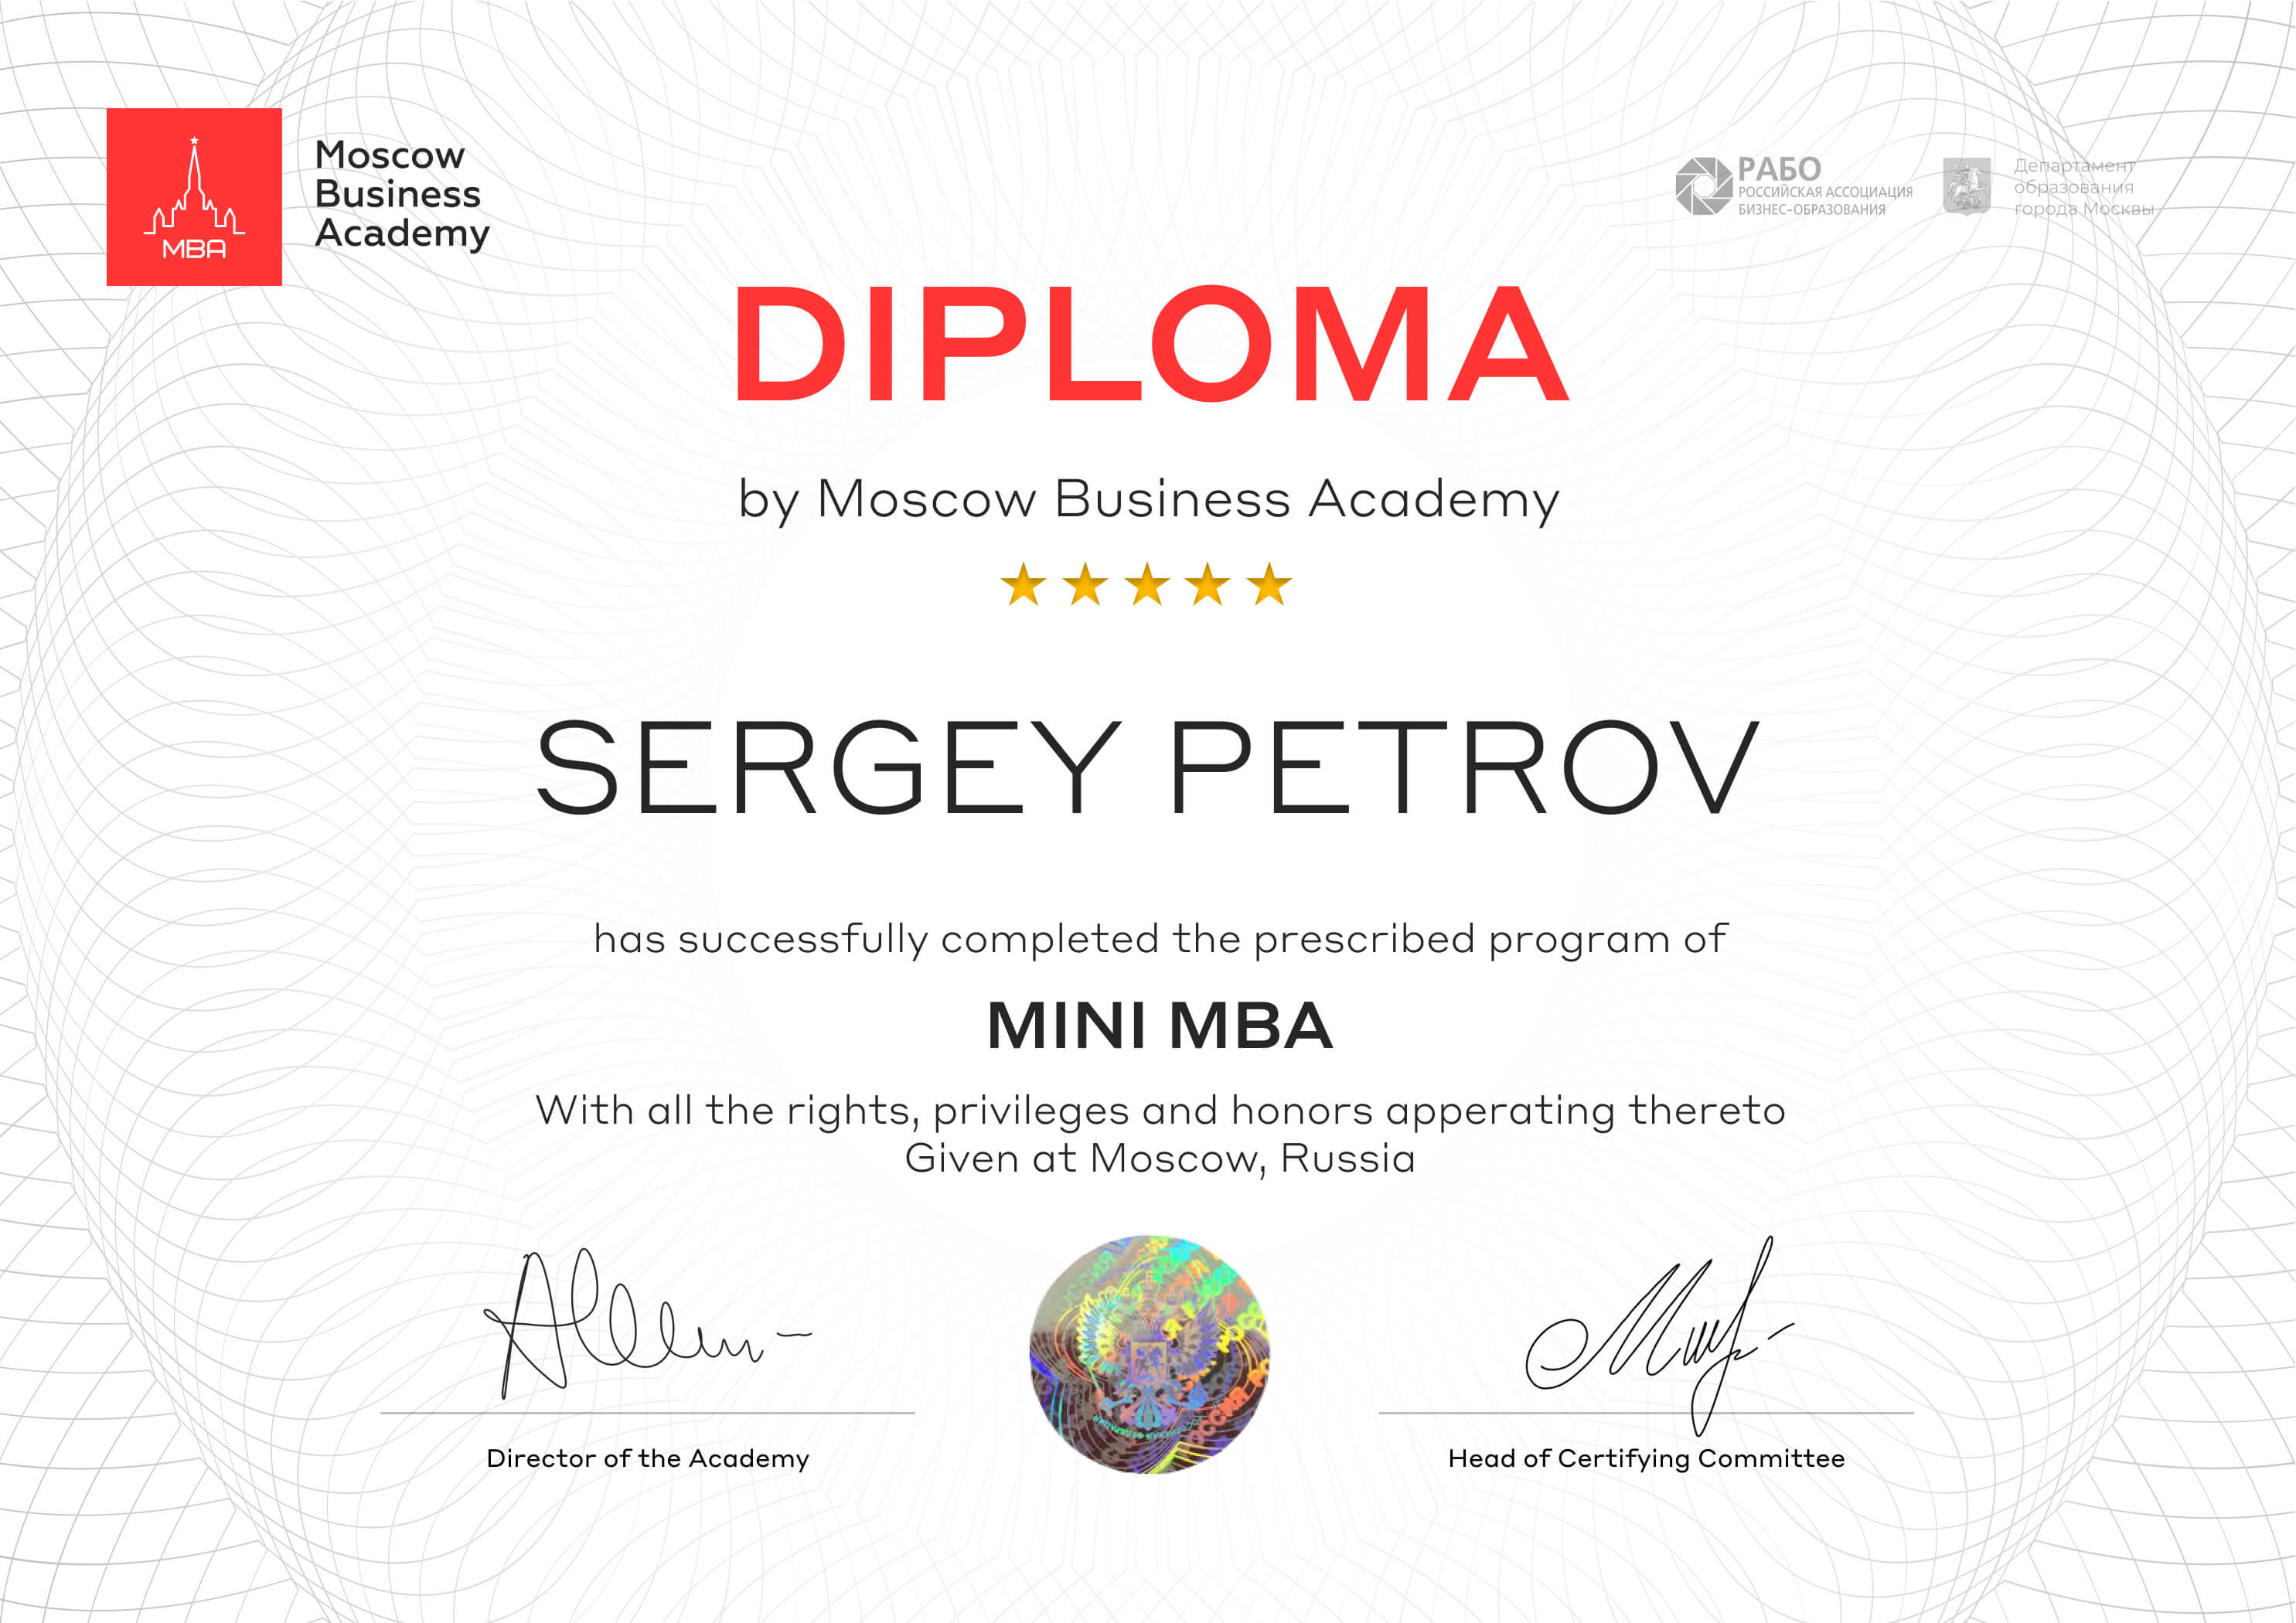 MBA
Moscow
Business
Academy
РАБО
РОССИЙСКАЯ АССОЦИАЦИЯ
БИЗНЕС-ОБРАЗОВАНИЯ
Департамент
образования
города Москвы
DIPLOMA
by Moscow Business Academy
SERGEY PETROV
has successfully completed the prescribed program of
MINI MBA
With all the rights, privileges and honors apperating thereto
Given at Moscow, Russia
Director of the Academy
Head of Certifying Committee